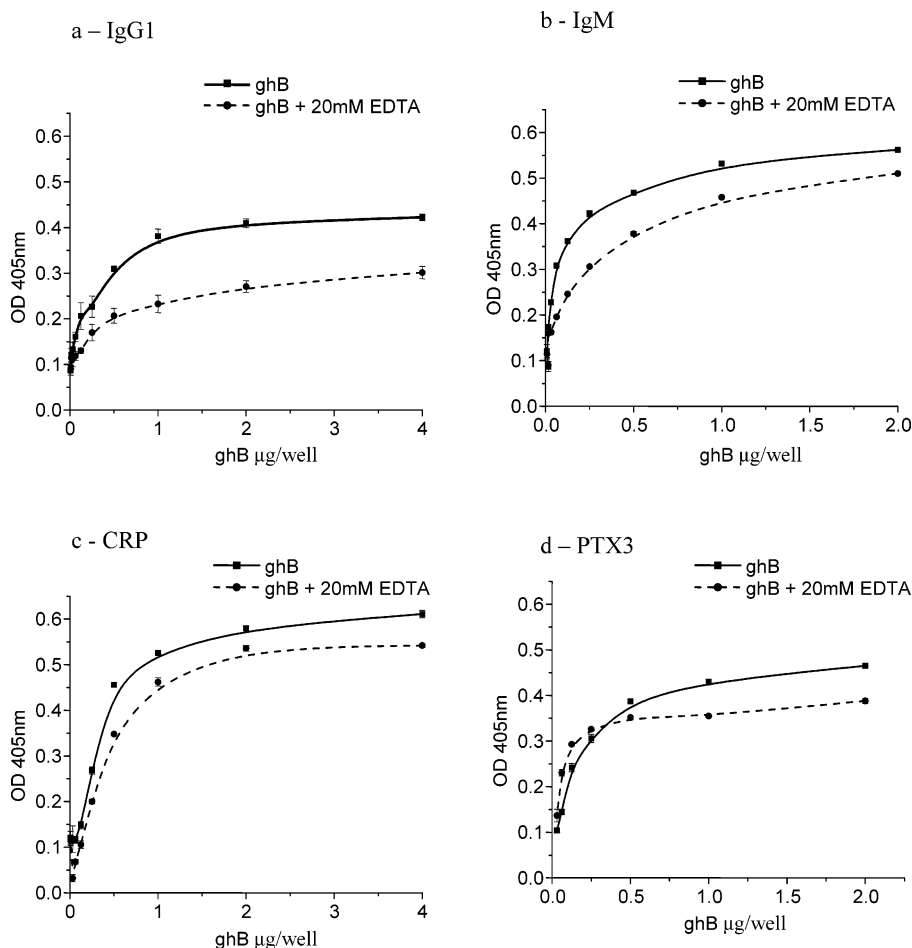 a – IgG1
ghB
ghB + 20mM EDTA
0.6
0.5
0.4
0.3
0.2
0.1
0.0
OD 405nm
0
1
2
3
4
ghB µg/well
b - IgM
ghB
ghB + 20mM EDTA
0.6
0.5
0.4
0.3
0.2
0.1
0.0
OD 405nm
0.0
0.5
1.0
1.5
2.0
ghB µg/well
c - CRP
ghB
ghB + 20mM EDTA
0.6
0.5
0.4
0.3
0.2
0.1
0.0
OD 405nm
0
1
2
3
4
ghB µg/well
d – PTX3
ghB
ghB + 20mM EDTA
0.6
0.5
0.4
0.3
0.2
0.1
0.0
OD 405nm
0.0
0.5
1.0
1.5
2.0
ghB µg/well